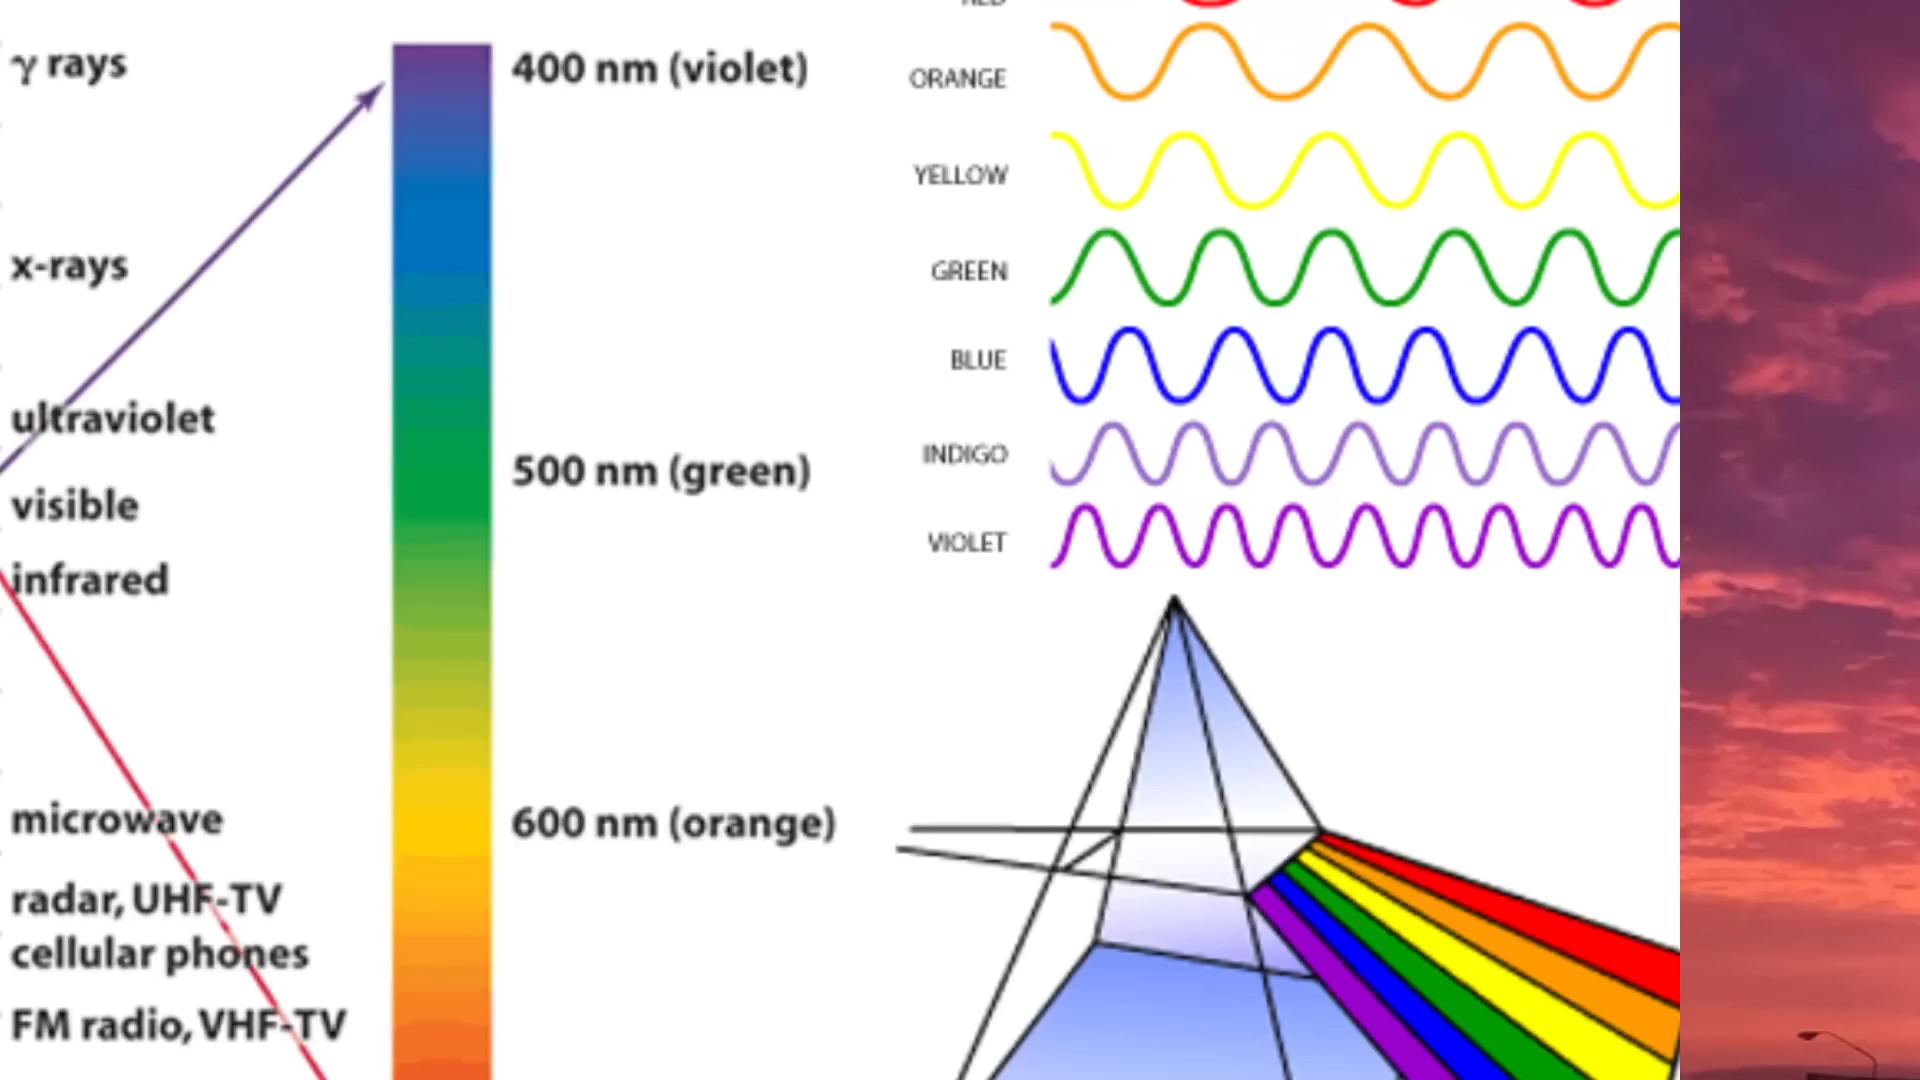 γ rays
x-rays
ultraviolet
visible
infrared
microwave
radar, UHF-TV
cellular phones
FM radio, VHF-TV
400 nm (violet)
500 nm (green)
600 nm (orange)
RED
ORANGE
YELLOW
GREEN
BLUE
INDIGO
VIOLET